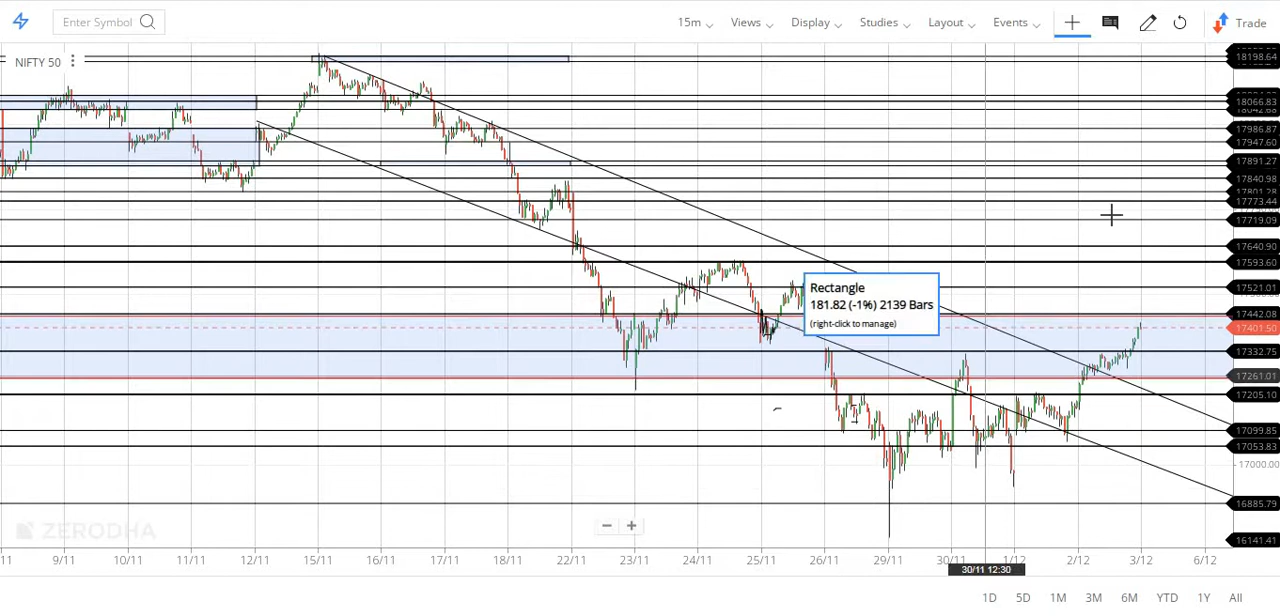 Enter Symbol 15m Views Display Studies Layout Events Trade
NIFTY 50
18198.64
18066.83
17986.87
17947.60
17891.27
17840.98
17801.28
17773.44
17719.09
17640.90
17593.60
17521.01
17442.08
17401.50
17332.75
17261.01
17205.10
17099.85
17053.83
17000.00
16885.79
16141.41
Rectangle
181.82 (-1%) 2139 Bars
(right-click to manage)
ZERODHA
11 9/11 10/11 11/11 12/11 15/11 16/11 17/11 18/11 22/11 23/11 24/11 25/11 26/11 29/11 30/11 1/12 2/12 3/12 6/12
30/11 12:30
1D 5D 1M 3M 6M YTD 1Y All